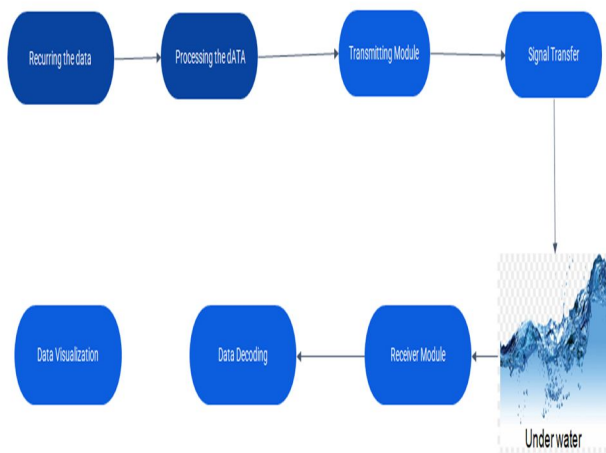 Recurring the data
Processing the dATA
Transmitting Module
Signal Transfer
Data Visualization
Data Decoding
Receiver Module
Under water